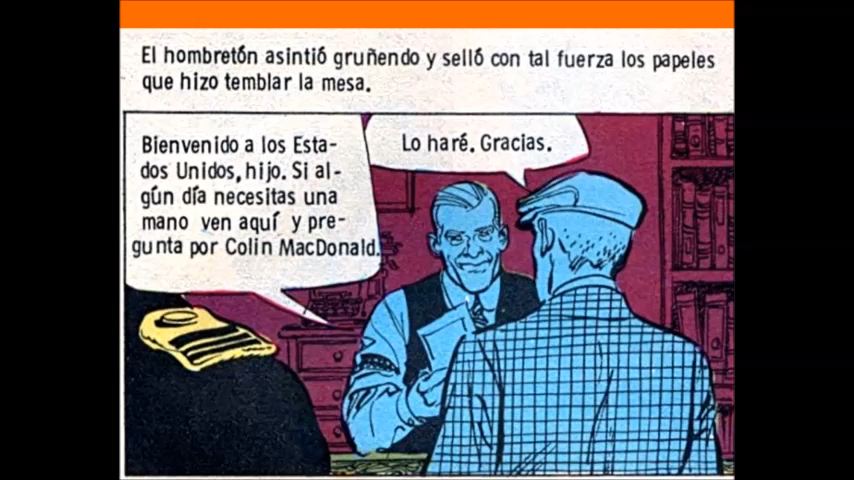 El hombretón asintió gruñendo y selló con tal fuerza los papeles
que hizo temblar la mesa.
Bienvenido a los Esta-
dos Unidos, hijo. Si al-
gún día necesitas una
mano ven aquí y pre-
gunta por Colin MacDonald.
Lo haré. Gracias.